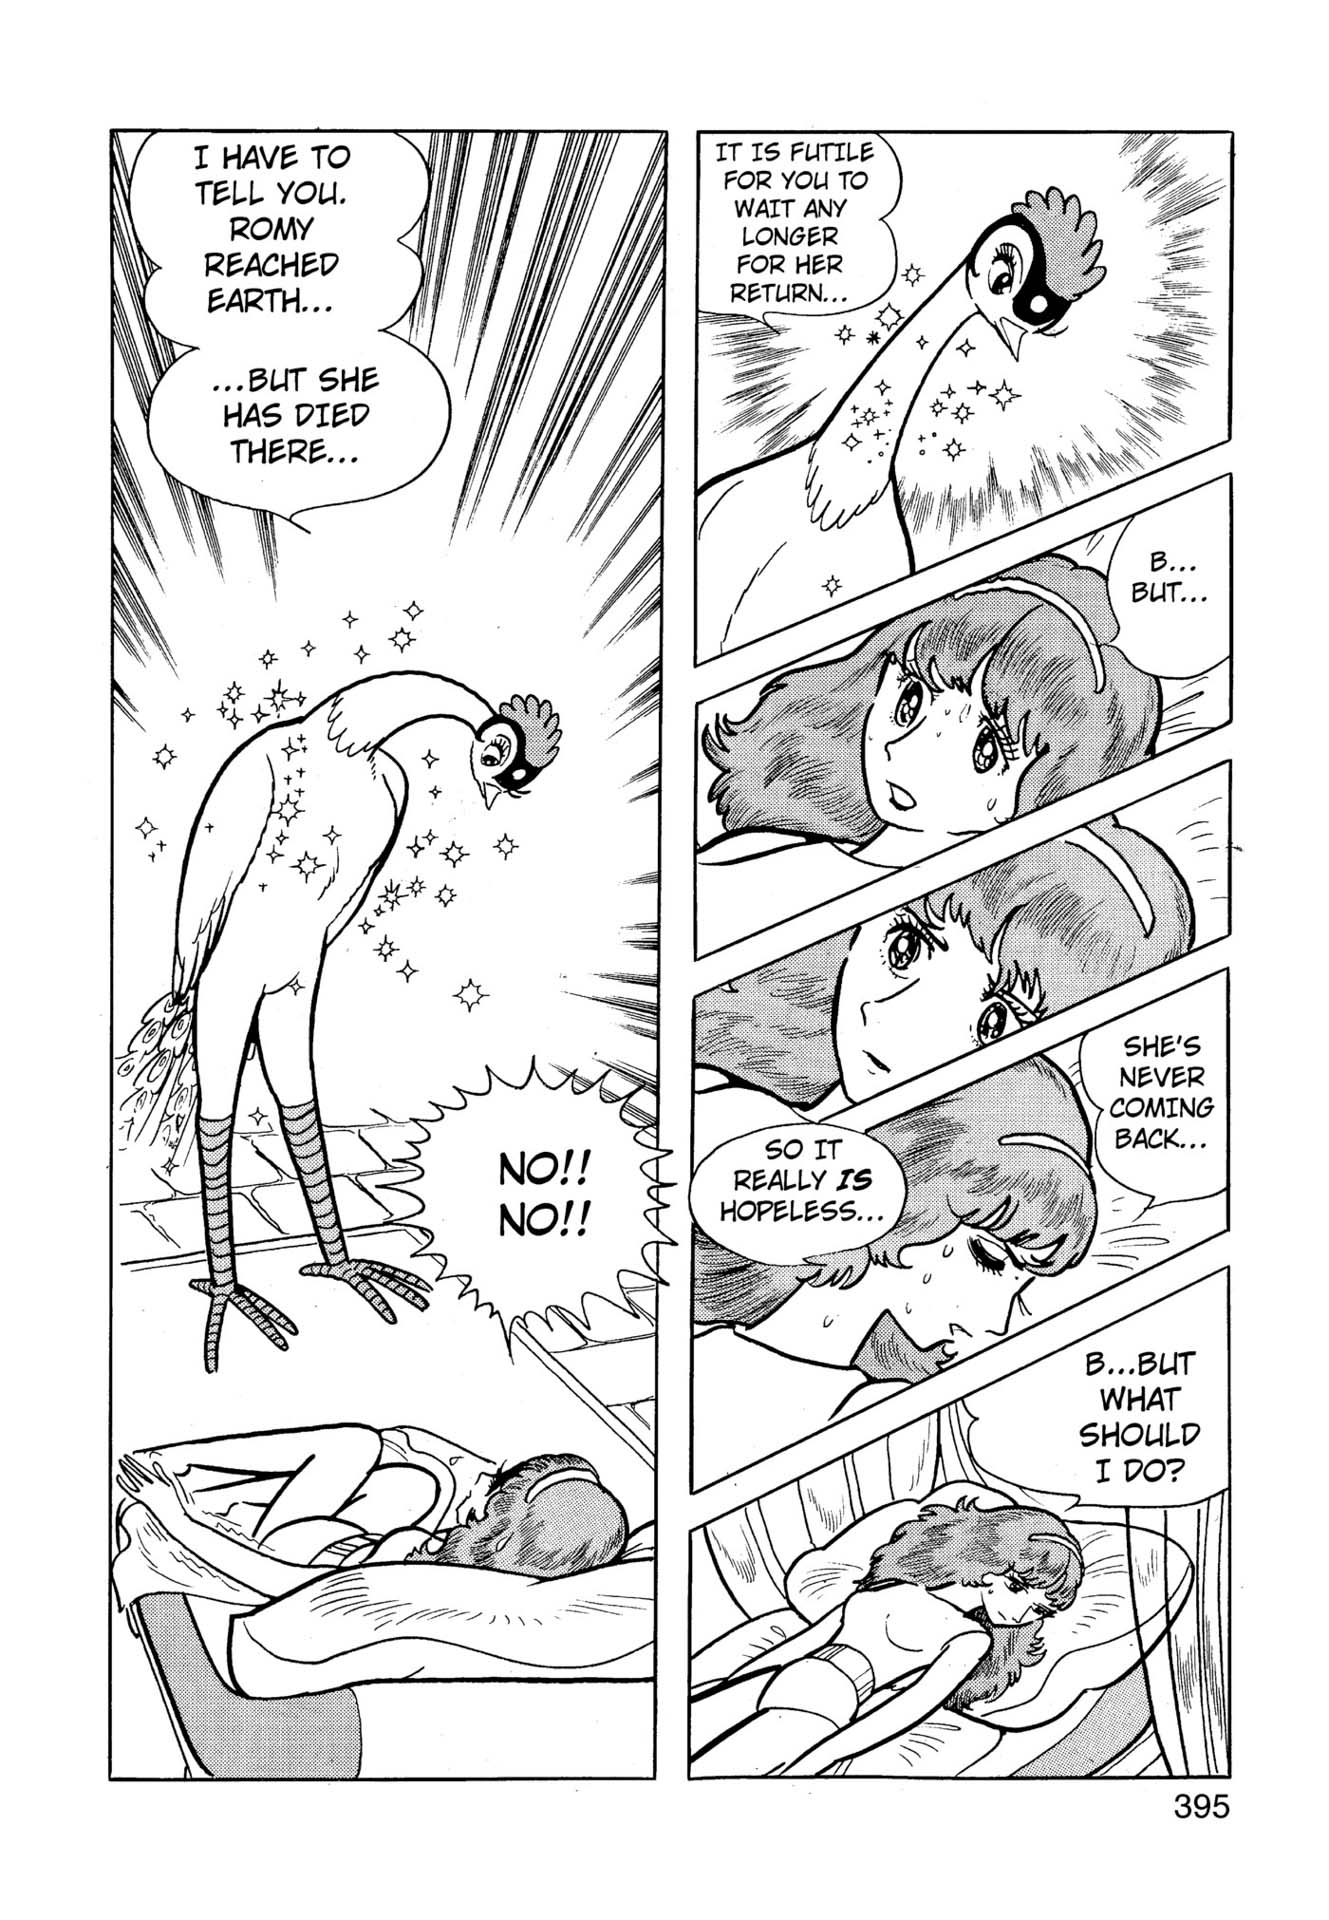 I HAVE TO
TELL YOU.
ROMY
REACHED
EARTH...
...BUT SHE
HAS DIED
THERE...
NO!!
NO!!
IT IS FUTILE
FOR YOU TO
WAIT ANY
LONGER
FOR HER
RETURN...
B...
BUT...
SO IT
REALLY IS
HOPELESS...
SHE'S
NEVER
COMING
BACK...
B...BUT
WHAT
SHOULD
I DO?
395